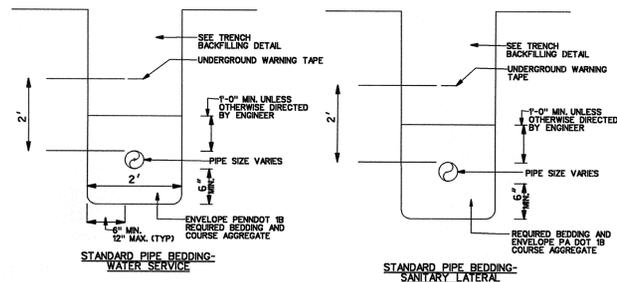 SEE TRENCH
BACKFILLING DETAIL
UNDERGROUND WARNING TAPE
2'
1'-0" MIN. UNLESS
OTHERWISE DIRECTED
BY ENGINEER
PIPE SIZE VARIES
2'
6"
MIN.
6" MIN.
12" MAX. (TYP)
ENVELOPE PENNDOT 1B
REQUIRED BEDDING AND
COURSE AGGREGATE
STANDARD PIPE BEDDING-
WATER SERVICE
SEE TRENCH
BACKFILLING DETAIL
UNDERGROUND WARNING
TAPE
2'
1'-0" MIN. UNLESS
OTHERWISE DIRECTED
BY ENGINEER
PIPE SIZE VARIES
6"
MIN.
REQUIRED BEDDING AND
ENVELOPE PA DOT 1B
COURSE AGGREGATE
STANDARD PIPE BEDDING-
SANITARY LATERAL